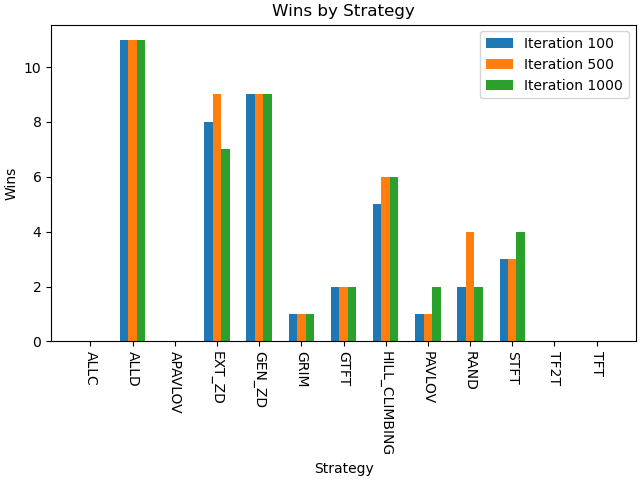 Wins by Strategy
Iteration 100
Iteration 500
Iteration 1000
Wins
10
8
6
4
2
0
ALLC
ALLD
APAVLOV
EXT_ZD
GEN_ZD
GRIM
GTFT
HILL_CLIMBING
PAVLOV
RAND
STFT
TF2T
TFT
Strategy